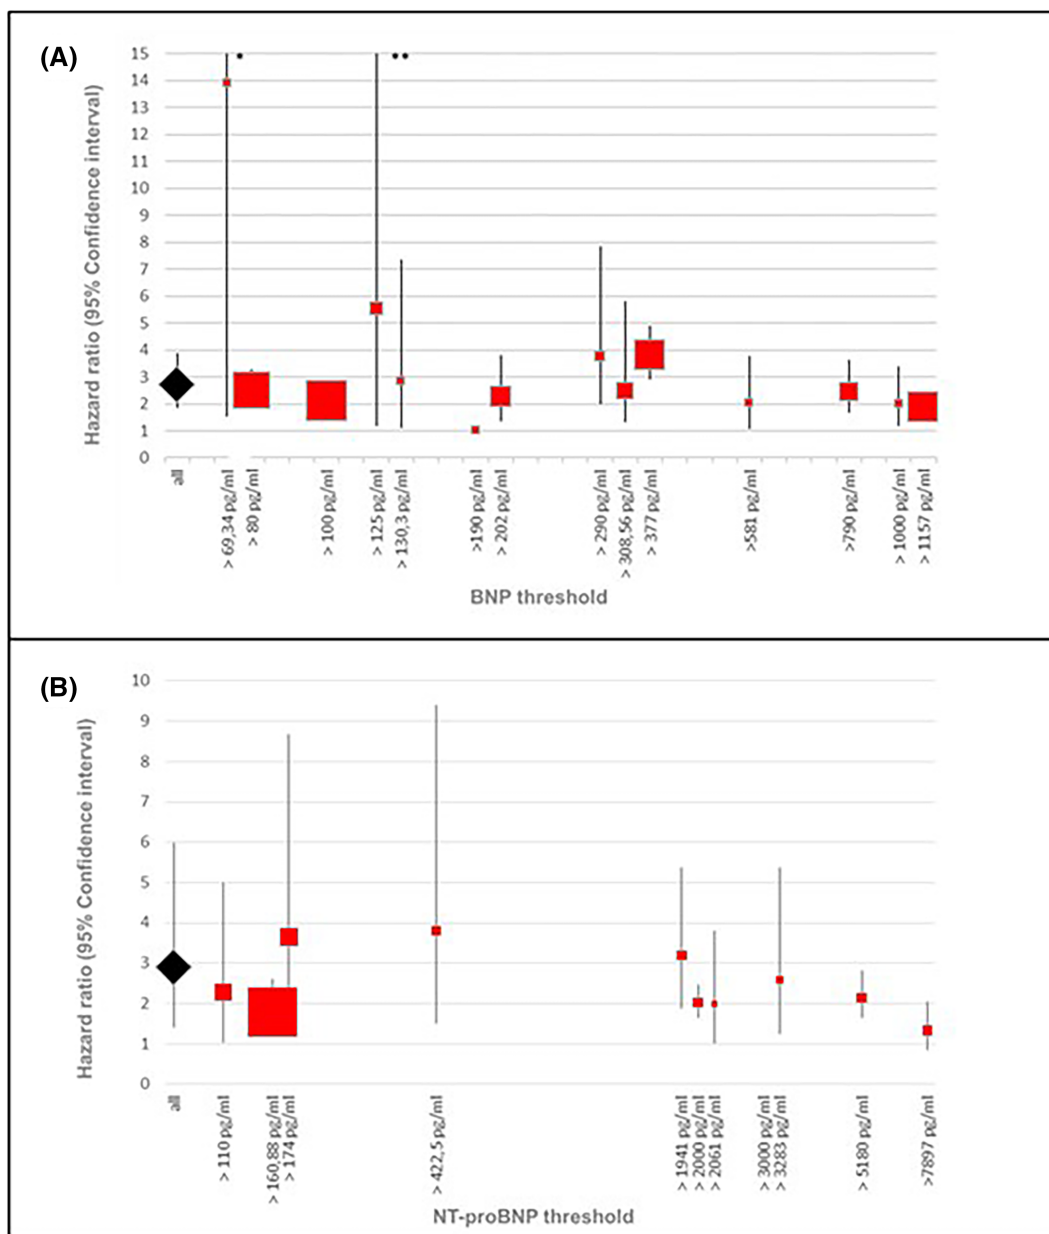 (A)
15
14
13
12
11
10
9
8
7
6
5
4
3
2
1
0
Hazard ratio (95% Confidence interval)
all
> 69,34 pg/ml
> 80 pg/ml
> 100 pg/ml
> 125 pg/ml
> 130,3 pg/ml
>190 pg/ml
> 202 pg/ml
> 290 pg/ml
> 308,56 pg/ml
> 377 pg/ml
>581 pg/ml
>790 pg/ml
> 1000 pg/ml
> 1157 pg/ml
BNP threshold
(B)
10
9
8
7
6
5
4
3
2
1
0
Hazard ratio (95% Confidence interval)
all
> 110 pg/ml
> 160,88 pg/ml
> 174 pg/ml
> 422,5 pg/ml
> 1941 pg/ml
> 2000 pg/ml
> 2061 pg/ml
> 3000 pg/ml
> 3283 pg/ml
> 5180 pg/ml
>7897 pg/ml
NT-proBNP threshold